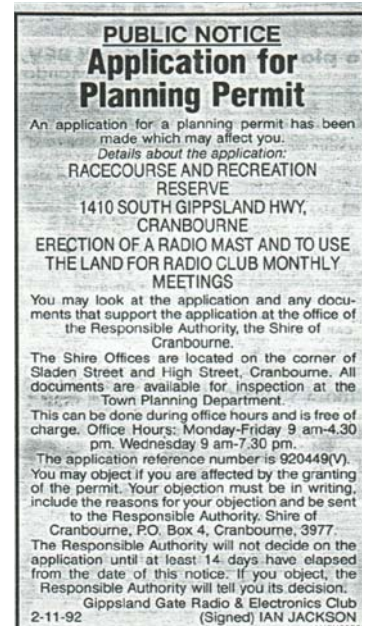 PUBLIC NOTICE
Application for
Planning Permit
An application for a planning permit has been
made which may affect you.
Details about the application:
RACECOURSE AND RECREATION
RESERVE
1410 SOUTH GIPPSLAND HWY,
CRANBOURNE
ERECTION OF A RADIO MAST AND TO USE
THE LAND FOR RADIO CLUB MONTHLY
MEETINGS
You may look at the application and any docu-
ments that support the application at the office of
the Responsible Authority, the Shire of
Cranbourne.
The Shire Offices are located on the corner of
Sladen Street and High Street, Cranbourne. All
documents are available for inspection at the
Town Planning Department.
This can be done during office hours and is free of
charge. Office Hours: Monday-Friday 9 am-4.30
pm. Wednesday 9 am-7.30 pm.
The application reference number is 920449(V).
You may object if you are affected by the granting
of the permit. Your objection must be in writing,
include the reasons for your objection and be sent
to the Responsible Authority. Shire of
Cranbourne, P.O. Box 4, Cranbourne, 3977.
The Responsible Authority will not decide on the
application until at least 14 days have elapsed
from the date of this notice. If you object, the
Responsible Authority will tell you its decision.
Gippsland Gate Radio & Electronics Club
2-11-92 (Signed) IAN JACKSON